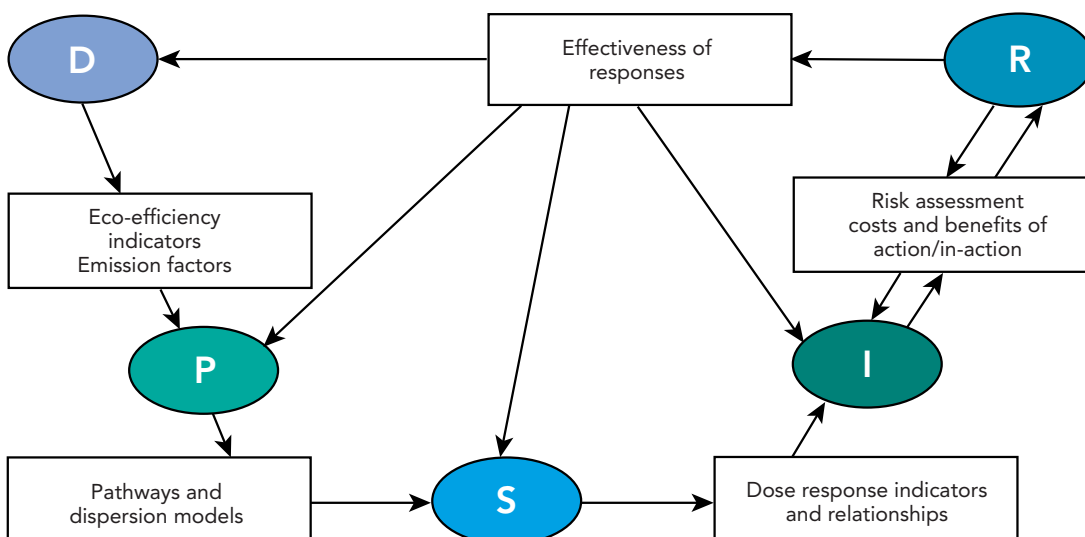 D
Effectiveness of
responses
R
Eco-efficiency
indicators
Emission factors
Risk assessment
costs and benefits of
action/in-action
P
I
Pathways and
dispersion models
S
Dose response indicators
and relationships